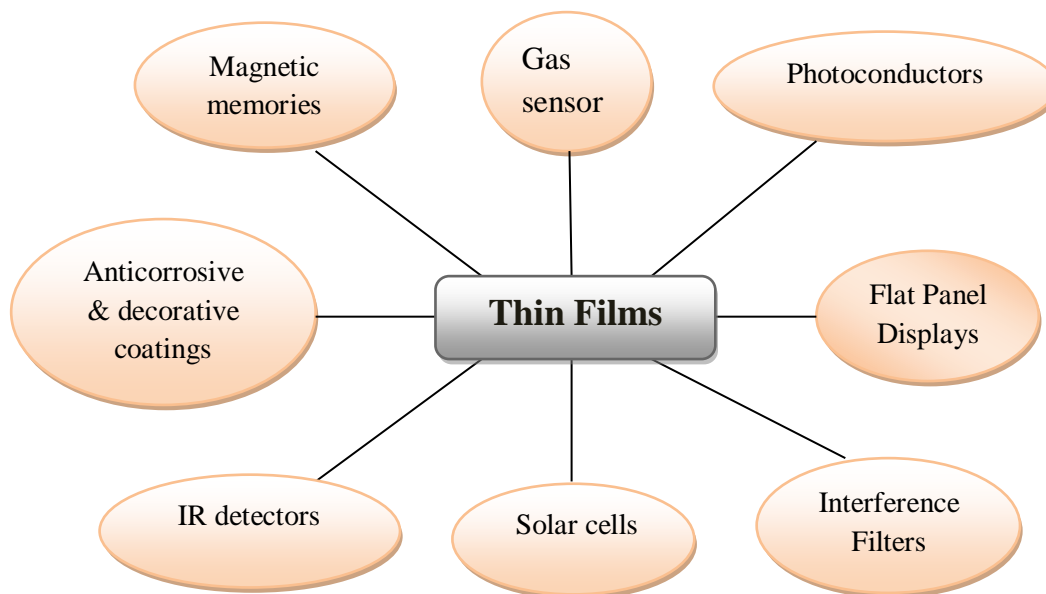 Magnetic
memories
Gas
sensor
Photoconductors
Anticorrosive
& decorative
coatings
Thin Films
Flat Panel
Displays
IR detectors
Solar cells
Interference
Filters